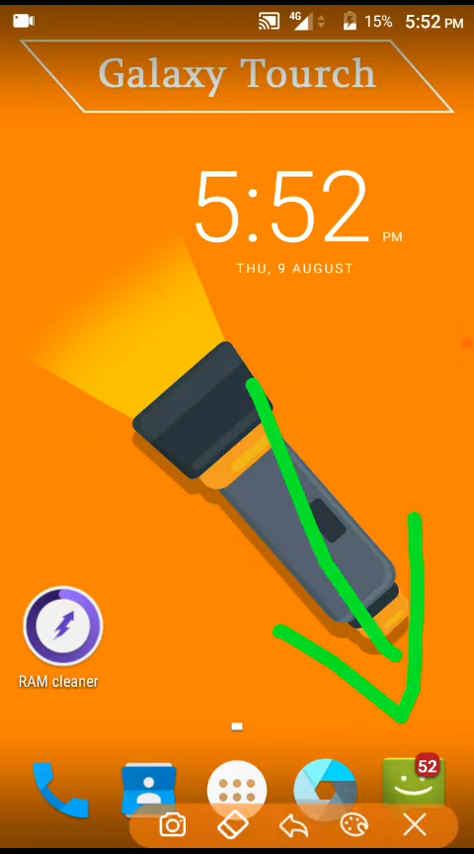 4G 15% 5:52 PM
Galaxy Tourch
5:52 PM
THU, 9 AUGUST
RAM cleaner
52